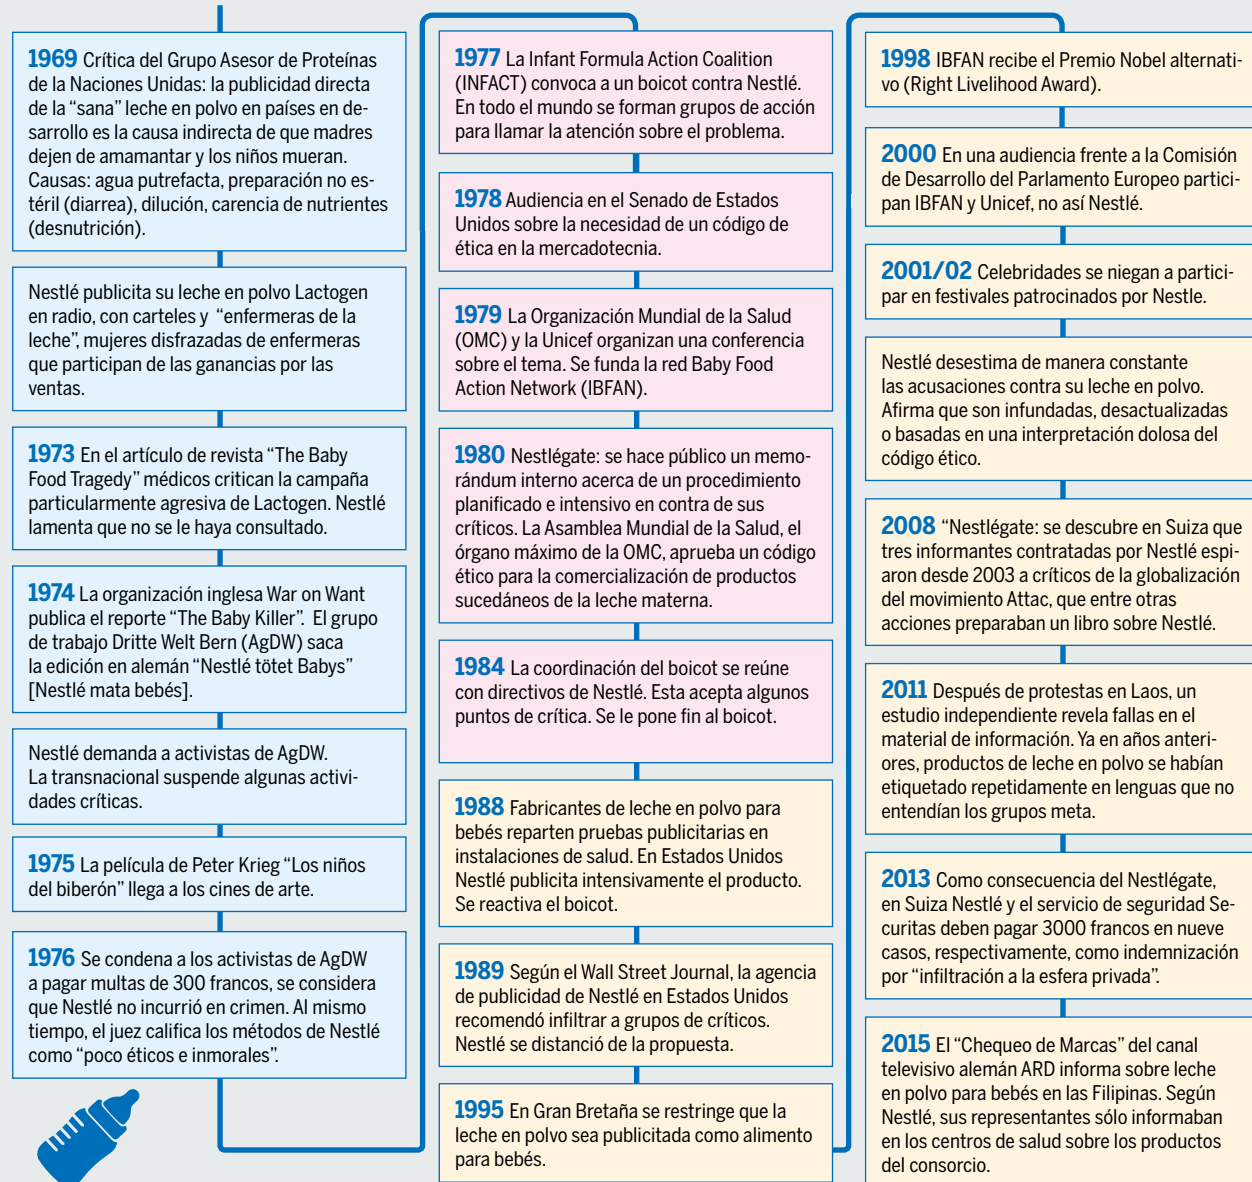 1969 Crítica del Grupo Asesor de Proteínas
de la Naciones Unidas: la publicidad directa
de la “sana” leche en polvo en países en de-
sarrollo es la causa indirecta de que madres
dejen de amamantar y los niños mueran.
Causas: agua putrefacta, preparación no es-
téril (diarrea), dilución, carencia de nutrientes
(desnutrición).
Nestlé publicita su leche en polvo Lactogen
en radio, con carteles y “enfermeras de la
leche”, mujeres disfrazadas de enfermeras
que participan de las ganancias por las
ventas.
1973 En el artículo de revista “The Baby
Food Tragedy” médicos critican la campaña
particularmente agresiva de Lactogen. Nestlé
lamenta que no se le haya consultado.
1974 La organización inglesa War on Want
publica el reporte “The Baby Killer”. El grupo
de trabajo Dritte Welt Bern (AgDW) saca
la edición en alemán “Nestlé tötet Babys”
[Nestlé mata bebés].
Nestlé demanda a activistas de AgDW.
La transnacional suspende algunas activi-
dades críticas.
1975 La película de Peter Krieg “Los niños
del biberón” llega a los cines de arte.
1976 Se condena a los activistas de AgDW
a pagar multas de 300 francos, se considera
que Nestlé no incurrió en crimen. Al mismo
tiempo, el juez califica los métodos de Nestlé
como “poco éticos e inmorales”.
1977 La Infant Formula Action Coalition
(INFACT) convoca a un boicot contra Nestlé.
En todo el mundo se forman grupos de acción
para llamar la atención sobre el problema.
1978 Audiencia en el Senado de Estados
Unidos sobre la necesidad de un código de
ética en la mercadotecnia.
1979 La Organización Mundial de la Salud
(OMC) y la Unicef organizan una conferencia
sobre el tema. Se funda la red Baby Food
Action Network (IBFAN).
1980 Nestlégate: se hace público un memo-
rándum interno acerca de un procedimiento
planificado e intensivo en contra de sus
críticos. La Asamblea Mundial de la Salud, el
órgano máximo de la OMC, aprueba un código
ético para la comercialización de productos
sucedáneos de la leche materna.
1984 La coordinación del boicot se reúne
con directivos de Nestlé. Esta acepta algunos
puntos de crítica. Se le pone fin al boicot.
1988 Fabricantes de leche en polvo para
bebés reparten pruebas publicitarias en
instalaciones de salud. En Estados Unidos
Nestlé publicita intensivamente el producto.
Se reactiva el boicot.
1989 Según el Wall Street Journal, la agencia
de publicidad de Nestlé en Estados Unidos
recomendó infiltrar a grupos de críticos.
Nestlé se distanció de la propuesta.
1995 En Gran Bretaña se restringe que la
leche en polvo sea publicitada como alimento
para bebés.
1998 IBFAN recibe el Premio Nobel alternati-
vo (Right Livelihood Award).
2000 En una audiencia frente a la Comisión
de Desarrollo del Parlamento Europeo partici-
pan IBFAN y Unicef, no así Nestlé.
2001/02 Celebridades se niegan a partici-
par en festivales patrocinados por Nestle.
Nestlé desestima de manera constante
las acusaciones contra su leche en polvo.
Afirma que son infundadas, desactualizadas
o basadas en una interpretación dolosa del
código ético.
2008 “Nestlégate: se descubre en Suiza que
tres informantes contratadas por Nestlé espi-
aron desde 2003 a críticos de la globalización
del movimiento Attac, que entre otras
acciones preparaban un libro sobre Nestlé.
2011 Después de protestas en Laos, un
estudio independiente revela fallas en el
material de información. Ya en años anteri-
ores, productos de leche en polvo se habían
etiquetado repetidamente en lenguas que no
entendían los grupos meta.
2013 Como consecuencia del Nestlégate,
en Suiza Nestlé y el servicio de seguridad Se-
curitas deben pagar 3000 francos en nueve
casos, respectivamente, como indemnización
por “infiltración a la esfera privada”.
2015 El “Chequeo de Marcas” del canal
televisivo alemán ARD informa sobre leche
en polvo para bebés en las Filipinas. Según
Nestlé, sus representantes sólo informaban
en los centros de salud sobre los productos
del consorcio.